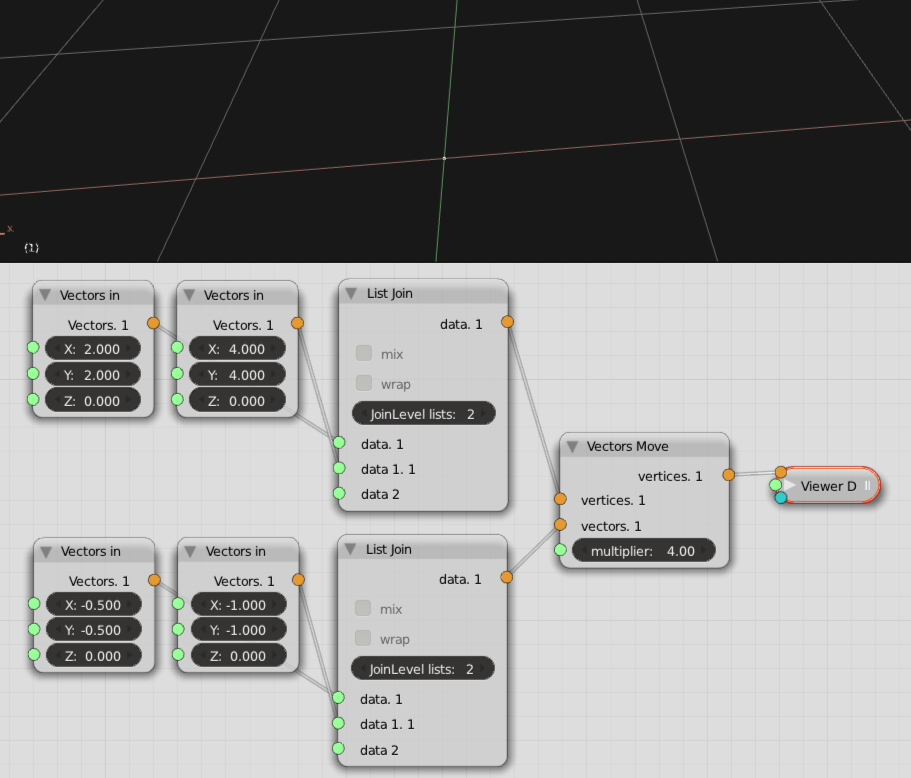 x
(1)
Vectors in
Vectors. 1
X: 2.000
Y: 2.000
Z: 0.000
Vectors in
Vectors. 1
X: 4.000
Y: 4.000
Z: 0.000
List Join
data. 1
mix
wrap
JoinLevel lists: 2
data. 1
data 1. 1
data 2
Vectors Move
vertices. 1
vertices. 1
vectors. 1
multiplier: 4.00
Viewer D
Vectors in
Vectors. 1
X: -0.500
Y: -0.500
Z: 0.000
Vectors in
Vectors. 1
X: -1.000
Y: -1.000
Z: 0.000
List Join
data. 1
mix
wrap
JoinLevel lists: 2
data. 1
data 1. 1
data 2